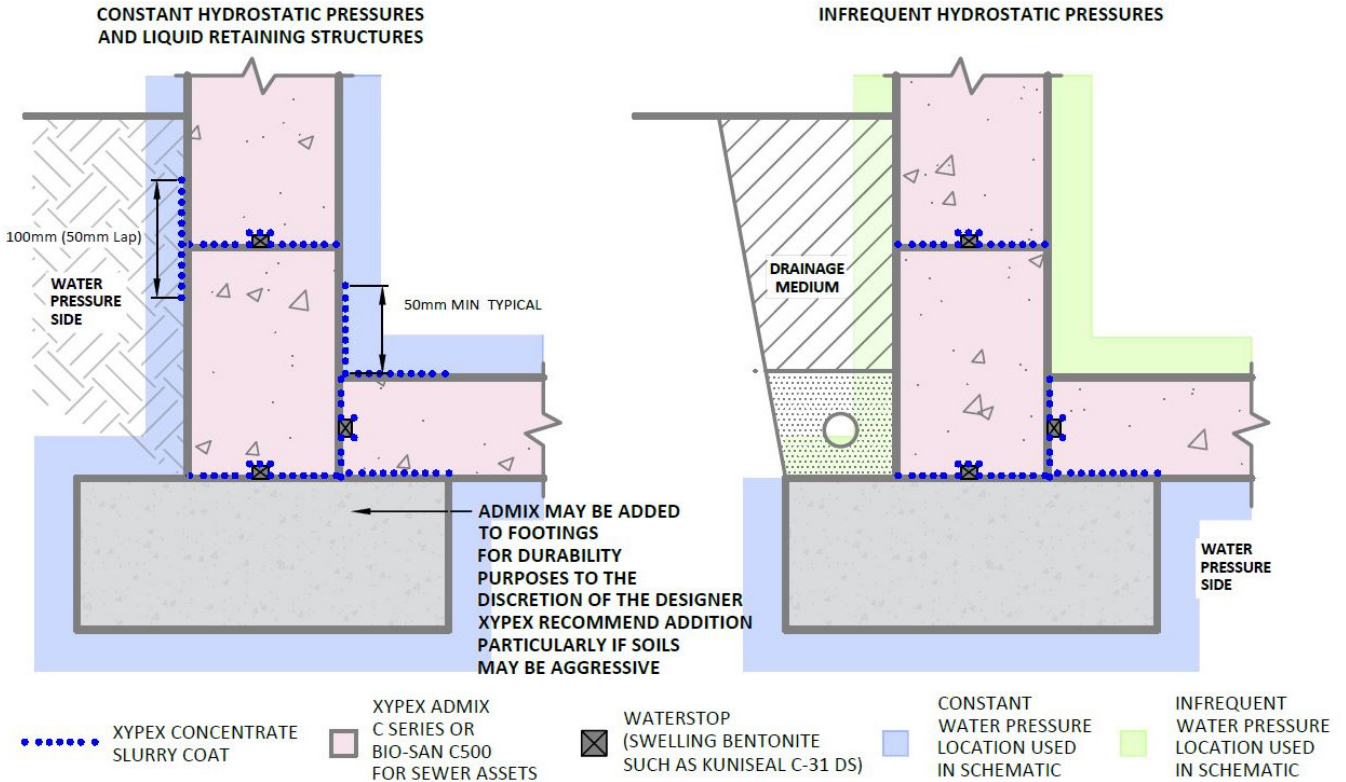 CONSTANT HYDROSTATIC PRESSURES
AND LIQUID RETAINING STRUCTURES
INFREQUENT HYDROSTATIC PRESSURES
100mm (50mm Lap)
WATER
PRESSURE
SIDE
50mm MIN TYPICAL
ADMIX MAY BE ADDED
TO FOOTINGS
FOR DURABILITY
PURPOSES TO THE
DISCRETION OF THE DESIGNER
XYPEX RECOMMEND ADDITION
PARTICULARLY IF SOILS
MAY BE AGGRESSIVE
DRAINAGE
MEDIUM
WATER
PRESSURE
SIDE
XYPEX CONCENTRATE
SLURRY COAT
XYPEX ADMIX
C SERIES OR
BIO-SAN C500
FOR SEWER ASSETS
WATERSTOP
(SWELLING BENTONITE
SUCH AS KUNISEAL C-31 DS)
CONSTANT
WATER PRESSURE
LOCATION USED
IN SCHEMATIC
INFREQUENT
WATER PRESSURE
LOCATION USED
IN SCHEMATIC